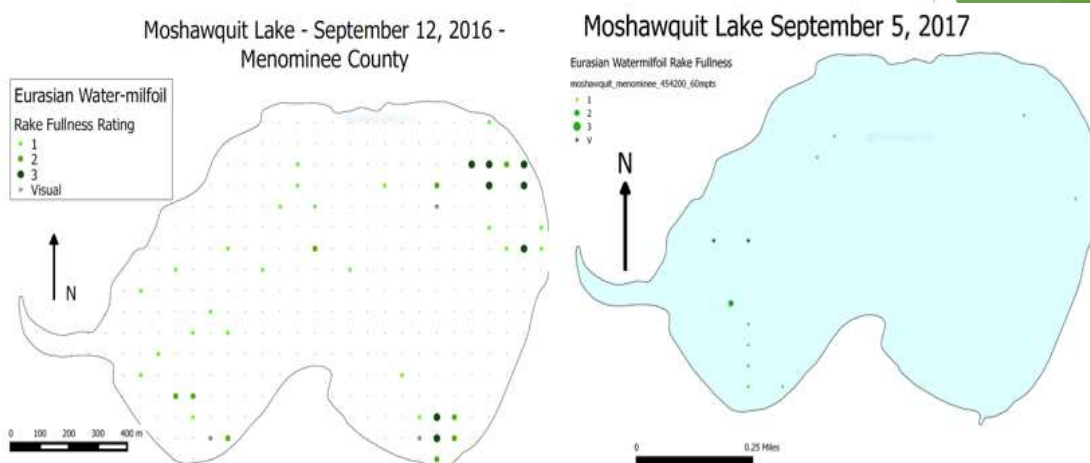 Moshawquit Lake - September 12, 2016 -
Menominee County
Eurasian Water-milfoil
Rake Fullness Rating
1
2
3
Visual
N
0 100 200 300 400 m
Moshawquit Lake September 5, 2017
Eurasian Watermilfoil Rake Fullness
moshawquit_menominee_454200_60mpts
1
2
3
V
N
0 0.25 Miles